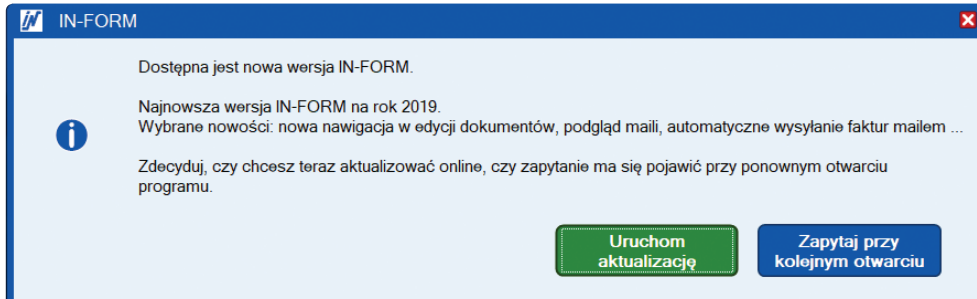 IN-FORM
Dostępna jest nowa wersja IN-FORM.
Najnowsza wersja IN-FORM na rok 2019.
Wybrane nowości: nowa nawigacja w edycji dokumentów, podgląd maili, automatyczne wysyłanie faktur mailem ...
Zdecyduj, czy chcesz teraz aktualizować online, czy zapytanie ma się pojawić przy ponownym otwarciu
programu.
Uruchom
aktualizację
Zapytaj przy
kolejnym otwarciu